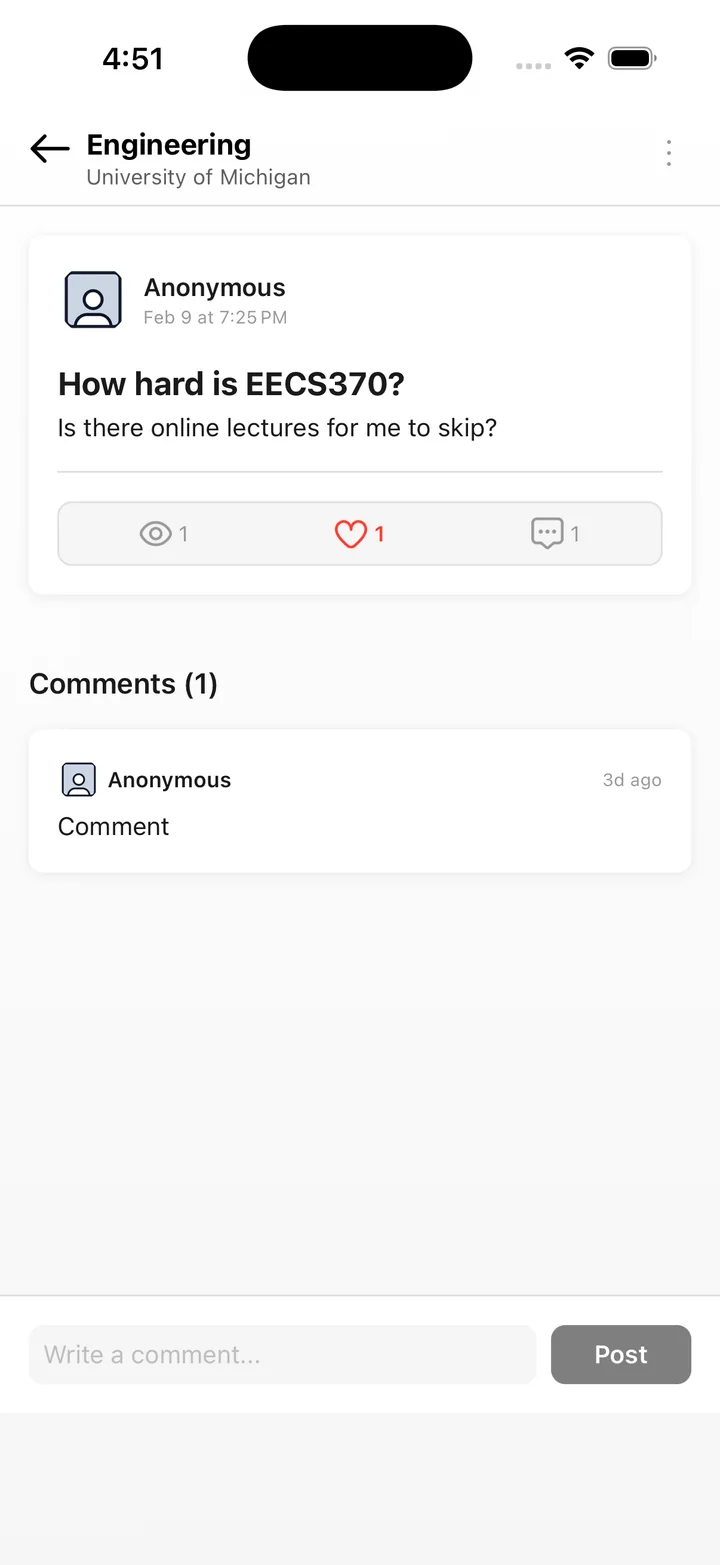 4:51
Engineering
University of Michigan
Anonymous
Feb 9 at 7:25 PM
How hard is EECS370?
Is there online lectures for me to skip?
1
1
1
Comments (1)
Anonymous
3d ago
Comment
Write a comment...
Post